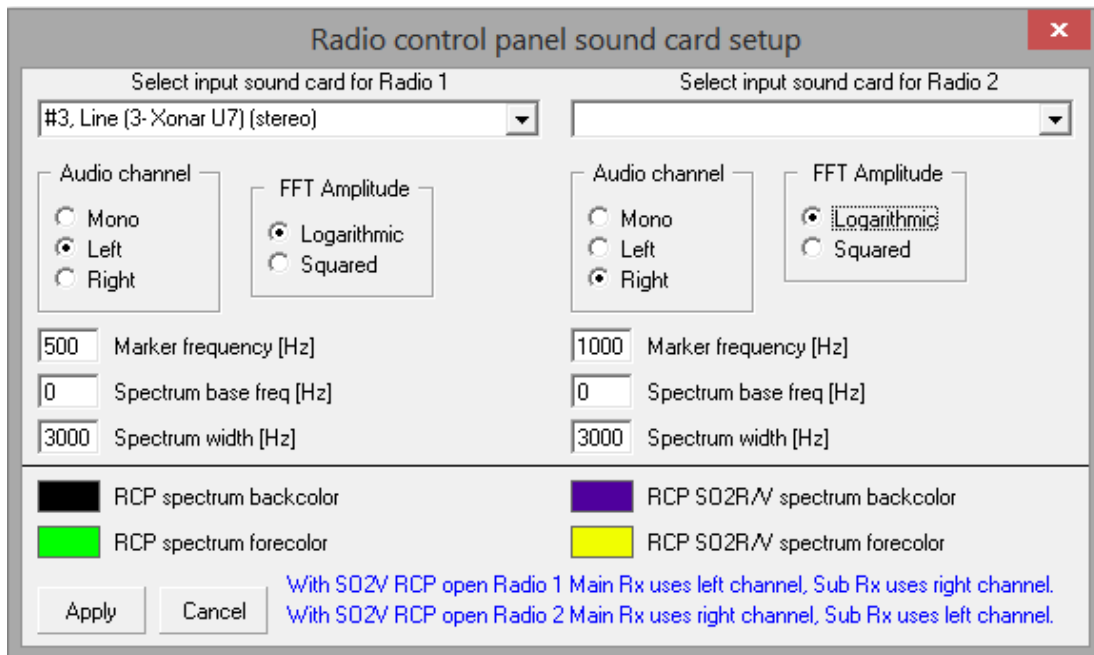 Radio control panel sound card setup
x
Select input sound card for Radio 1
#3, Line (3- Xonar U7) (stereo)
Audio channel
Mono
Left
Right
FFT Amplitude
Logarithmic
Squared
500 Marker frequency [Hz]
0 Spectrum base freq [Hz]
3000 Spectrum width [Hz]
Select input sound card for Radio 2
Audio channel
Mono
Left
Right
FFT Amplitude
Logarithmic
Squared
1000 Marker frequency [Hz]
0 Spectrum base freq [Hz]
3000 Spectrum width [Hz]
RCP spectrum backcolor
RCP spectrum forecolor
RCP SO2R/V spectrum backcolor
RCP SO2R/V spectrum forecolor
Apply
Cancel
With SO2V RCP open Radio 1 Main Rx uses left channel, Sub Rx uses right channel.
With SO2V RCP open Radio 2 Main Rx uses right channel, Sub Rx uses left channel.